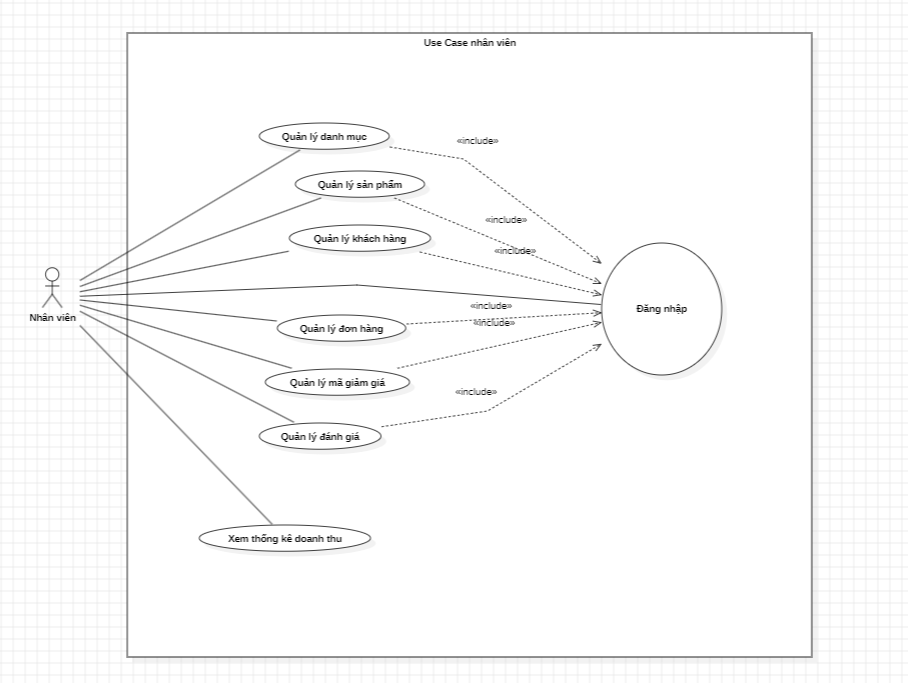 Use Case nhân viên
Quản lý danh mục
«include»
Quản lý sản phẩm
«include»
Quản lý khách hàng
«include»
Nhân viên
Đăng nhập
«include»
Quản lý đơn hàng
«include»
Quản lý mã giảm giá
«include»
Quản lý đánh giá
Xem thống kê doanh thu